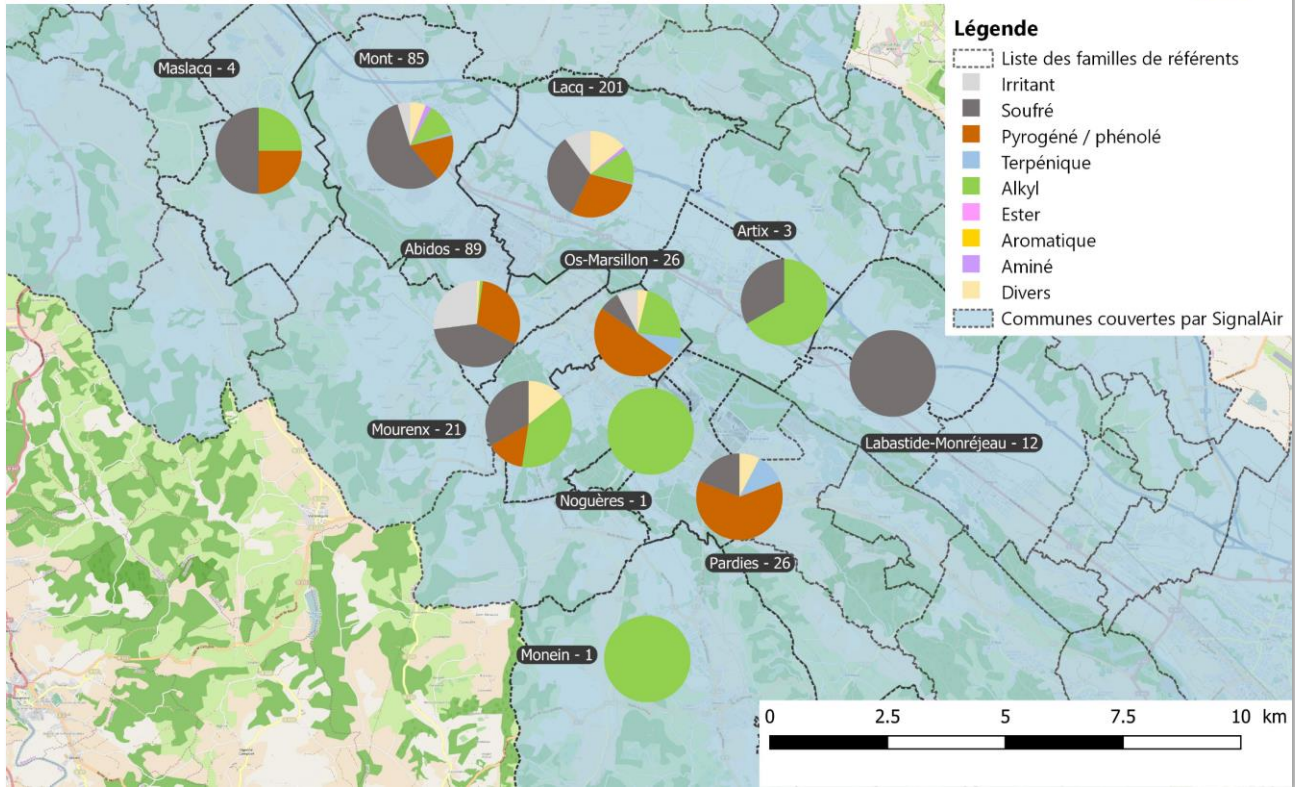 Légende
Liste des familles de référents
Irritant
Soufré
Pyrogéné / phénolé
Terpénique
Alkyl
Ester
Aromatique
Aminé
Divers
Communes couvertes par SignalAir
Mont - 85
Maslacq - 4
Lacq - 201
Artix - 3
Abidos - 89
Os-Marsillon - 26
Mourenx - 21
Labastide-Monréjeau - 12
Noguères - 1
Pardies - 26
Monein - 1
0 2.5 5 7.5 10 km